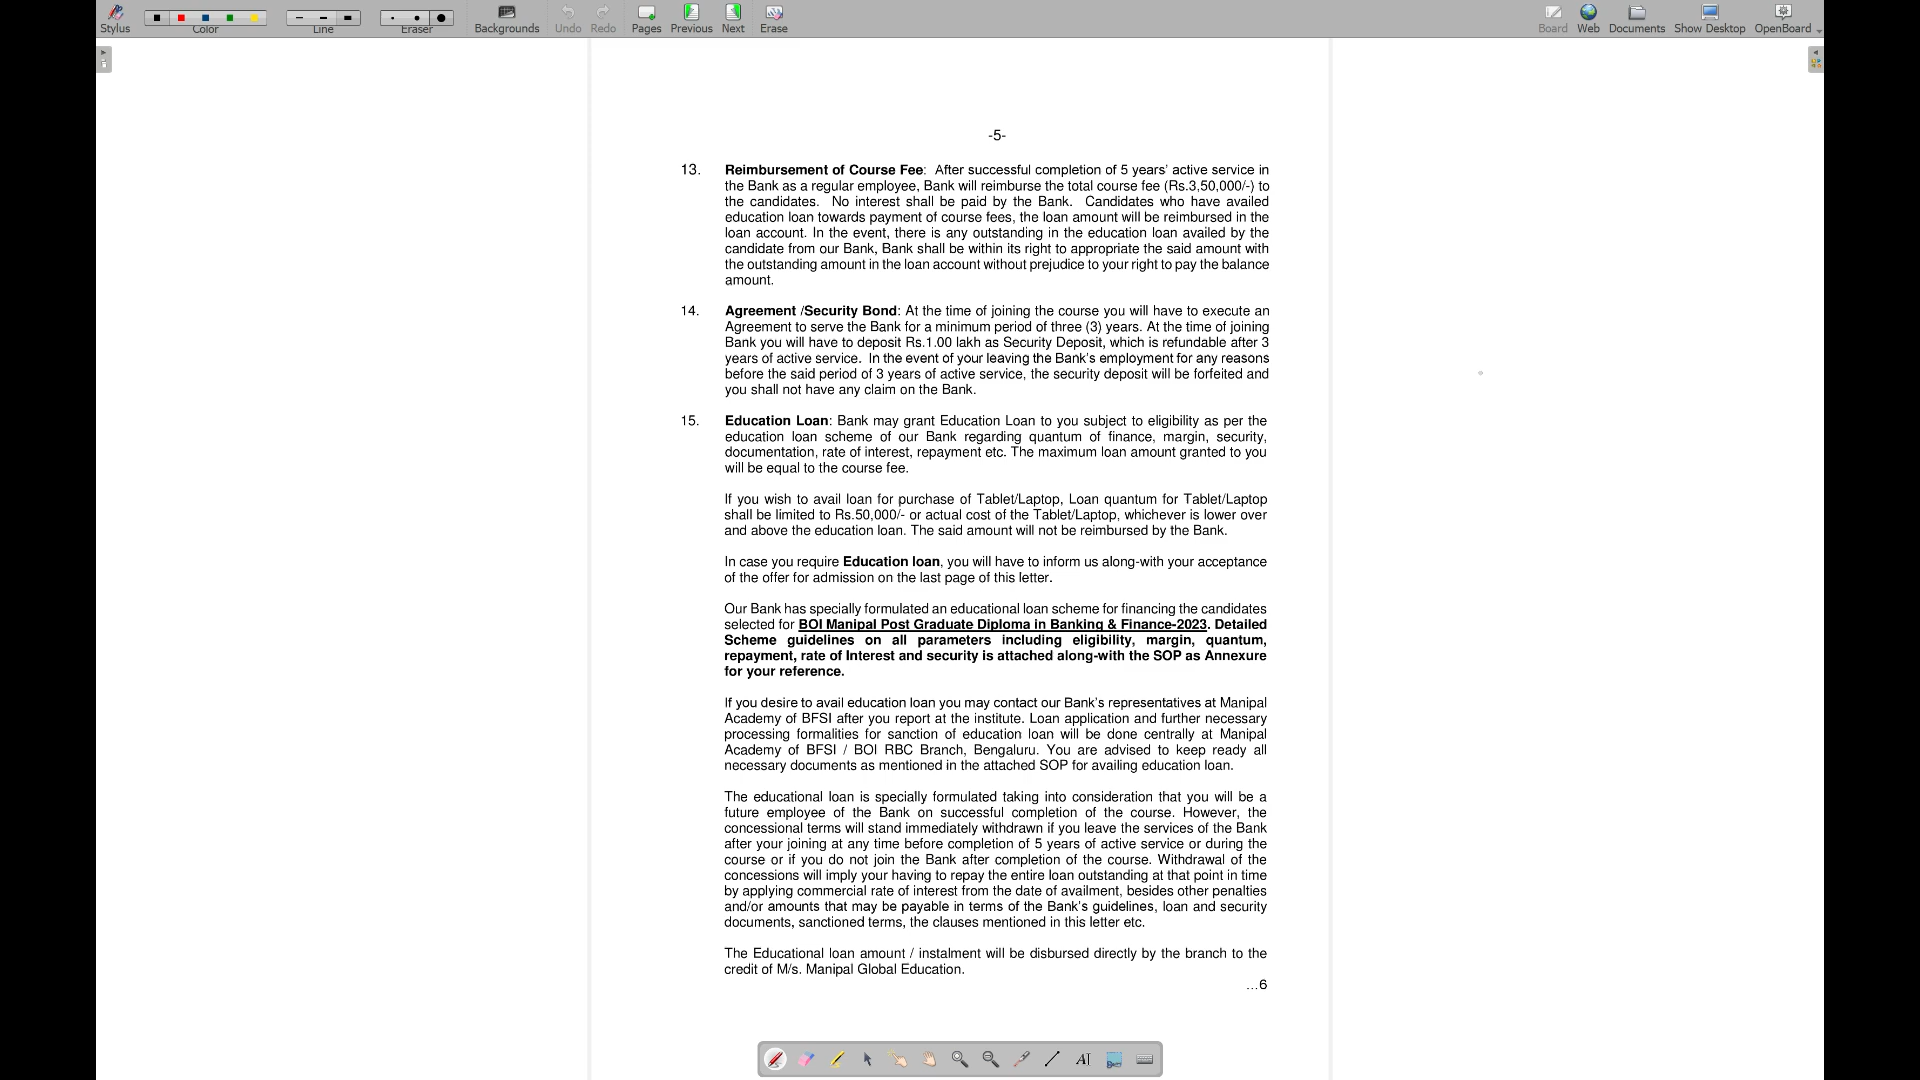 Stylus
Color
Line
Eraser
Backgrounds
Undo
Redo
Pages
Previous
Next
Erase
Board
Web
Documents
Show Desktop
OpenBoard
-5-
13. Reimbursement of Course Fee: After successful completion of 5 years' active service in
the Bank as a regular employee, Bank will reimburse the total course fee (Rs.3,50,000/-) to
the candidates. No interest shall be paid by the Bank. Candidates who have availed
education loan towards payment of course fees, the loan amount will be reimbursed in the
loan account. In the event, there is any outstanding in the education loan availed by the
candidate from our Bank, Bank shall be within its right to appropriate the said amount with
the outstanding amount in the loan account without prejudice to your right to pay the balance
amount.
14. Agreement /Security Bond: At the time of joining the course you will have to execute an
Agreement to serve the Bank for a minimum period of three (3) years. At the time of joining
Bank you will have to deposit Rs.1.00 lakh as Security Deposit, which is refundable after 3
years of active service. In the event of your leaving the Bank's employment for any reasons
before the said period of 3 years of active service, the security deposit will be forfeited and
you shall not have any claim on the Bank.
15. Education Loan: Bank may grant Education Loan to you subject to eligibility as per the
education loan scheme of our Bank regarding quantum of finance, margin, security,
documentation, rate of interest, repayment etc. The maximum loan amount granted to you
will be equal to the course fee.
If you wish to avail loan for purchase of Tablet/Laptop, Loan quantum for Tablet/Laptop
shall be limited to Rs.50,000/- or actual cost of the Tablet/Laptop, whichever is lower over
and above the education loan. The said amount will not be reimbursed by the Bank.
In case you require Education loan, you will have to inform us along-with your acceptance
of the offer for admission on the last page of this letter.
Our Bank has specially formulated an educational loan scheme for financing the candidates
selected for BOI Manipal Post Graduate Diploma in Banking & Finance-2023. Detailed
Scheme guidelines on all parameters including eligibility, margin, quantum,
repayment, rate of Interest and security is attached along-with the SOP as Annexure
for your reference.
If you desire to avail education loan you may contact our Bank's representatives at Manipal
Academy of BFSI after you report at the institute. Loan application and further necessary
processing formalities for sanction of education loan will be done centrally at Manipal
Academy of BFSI / BOI RBC Branch, Bengaluru. You are advised to keep ready all
necessary documents as mentioned in the attached SOP for availing education loan.
The educational loan is specially formulated taking into consideration that you will be a
future employee of the Bank on successful completion of the course. However, the
concessional terms will stand immediately withdrawn if you leave the services of the Bank
after your joining at any time before completion of 5 years of active service or during the
course or if you do not join the Bank after completion of the course. Withdrawal of the
concessions will imply your having to repay the entire loan outstanding at that point in time
by applying commercial rate of interest from the date of availment, besides other penalties
and/or amounts that may be payable in terms of the Bank's guidelines, loan and security
documents, sanctioned terms, the clauses mentioned in this letter etc.
The Educational loan amount / instalment will be disbursed directly by the branch to the
credit of M/s. Manipal Global Education.
...6